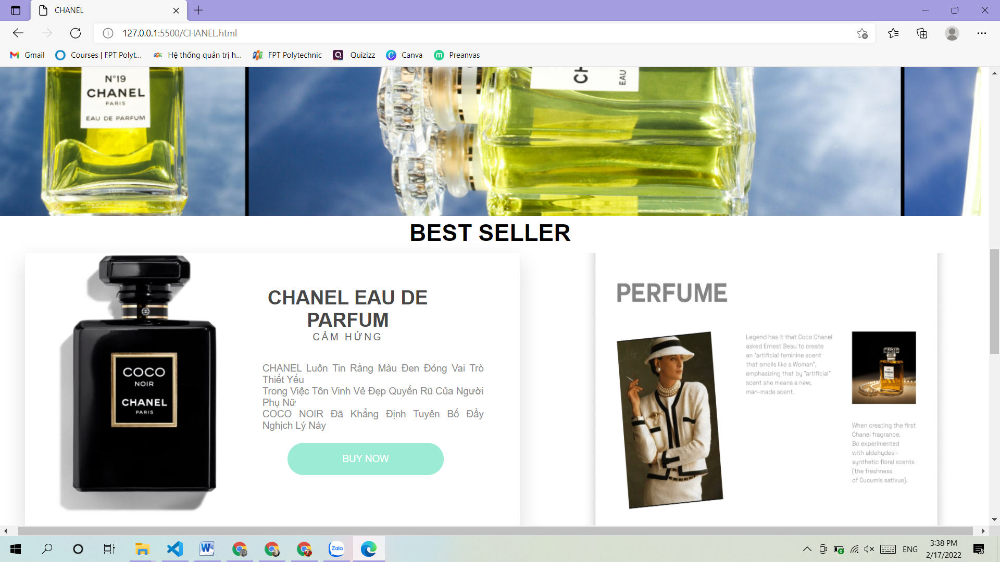 CHANEL
127.0.0.1:5500/CHANEL.html
Gmail
Courses | FPT Polyt...
Hệ thống quản trị h...
FPT Polytechnic
Quizizz
Canva
Preanvas
N°19
CHANEL
PARIS
EAU DE PARFUM
CH
EAU
BEST SELLER
COCO
NOIR
CHANEL
PARIS
CHANEL EAU DE
PARFUM
CẢM HỨNG
CHANEL Luôn Tin Rằng Màu Đen Đóng Vai Trò
Thiết Yếu
Trong Việc Tôn Vinh Vẻ Đẹp Quyến Rũ Của Người
Phụ Nữ
COCO NOIR Đã Khẳng Định Tuyên Bố Đầy
Nghịch Lý Này
BUY NOW
PERFUME
Legend has it that Coco Chanel
asked Ernest Beau to create
an "artificial feminine scent
that smells like a Woman",
emphasizing that by "artificial"
scent she means a new,
man-made scent.
CHANEL
When creating the first
Chanel fragrance,
Bo experimented
with aldehydes -
synthetic floral scents
(the freshness
of Cucumis sativus).
Zalo
ENG
3:38 PM
2/17/2022